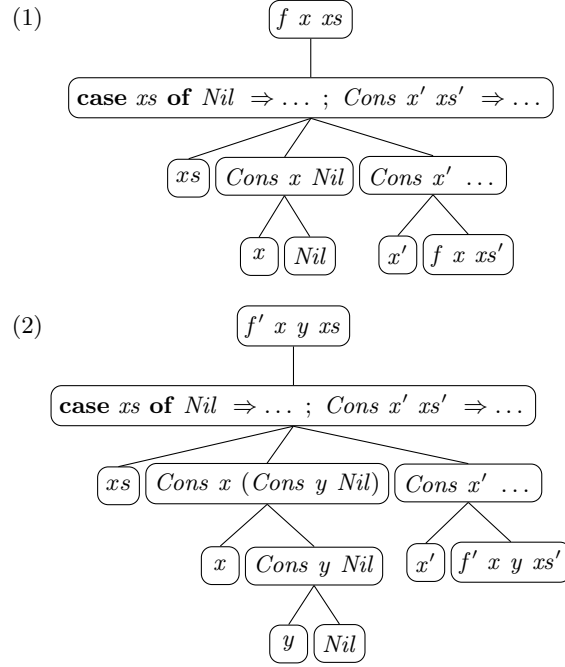 (1)
f x xs
case xs of Nil ⇒ … ; Cons x′ xs′ ⇒ …
xs Cons x Nil Cons x′ …
x Nil x′ f x xs′
(2)
f′ x y xs
case xs of Nil ⇒ … ; Cons x′ xs′ ⇒ …
xs Cons x (Cons y Nil) Cons x′ …
x Cons y Nil x′ f′ x y xs′
y Nil